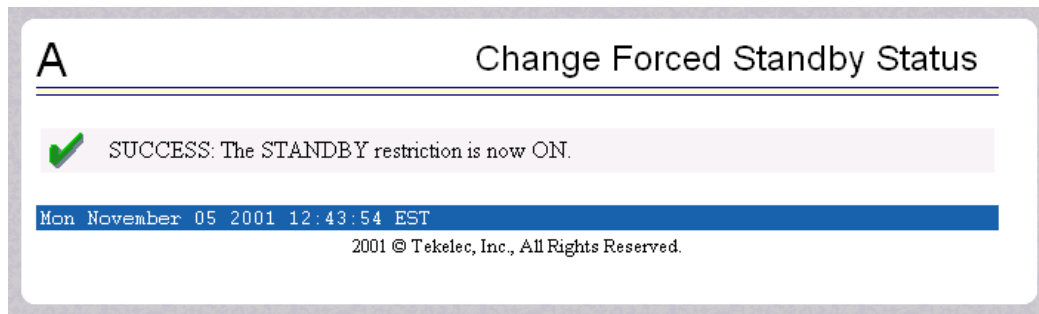 A
Change Forced Standby Status
SUCCESS: The STANDBY restriction is now ON.
Mon November 05 2001 12:43:54 EST
2001 © Tekelec, Inc., All Rights Reserved.